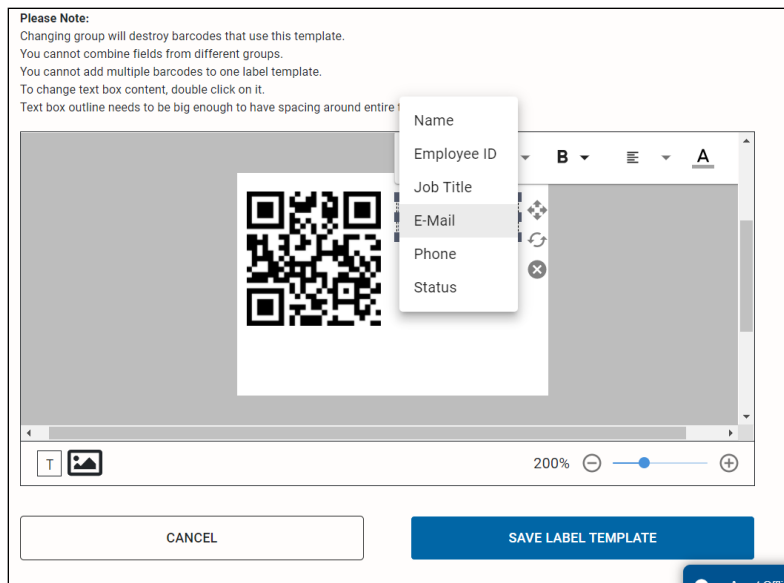 Please Note:
Changing group will destroy barcodes that use this template.
You cannot combine fields from different groups.
You cannot add multiple barcodes to one label template.
To change text box content, double click on it.
Text box outline needs to be big enough to have spacing around entire
Name
Employee ID
Job Title
E-Mail
Phone
Status
B
A
T
200%
CANCEL
SAVE LABEL TEMPLATE